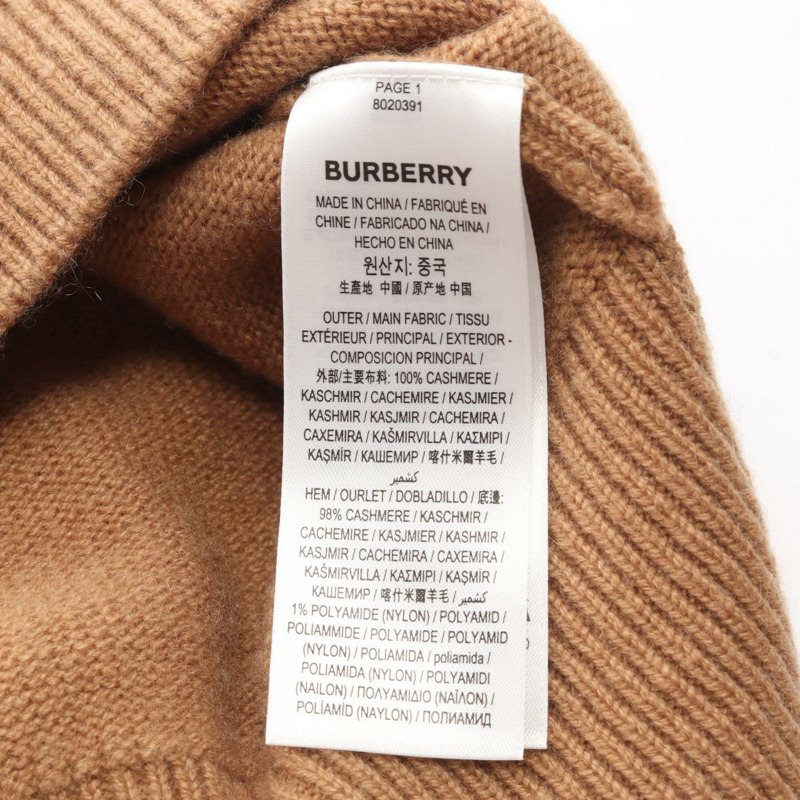 PAGE 1
8020391
BURBERRY
MADE IN CHINA / FABRIQUÉ EN
CHINE / FABRICADO NA CHINA /
HECHO EN CHINA
원산지: 중국
生產地 中國 / 原产地 中国
OUTER / MAIN FABRIC / TISSU
EXTÉRIEUR / PRINCIPAL / EXTERIOR -
COMPOSICION PRINCIPAL /
外部/主要布料: 100% CASHMERE /
KASCHMIR / CACHEMIRE / KASJMIER /
KASHMIR / KASJMIR / CACHEMIRA /
CAXEMIRA / KAŠMIRVILLA / ΚΑΣΜΙΡΙ /
KAŞMİR / КАШЕМИР / 喀什米爾羊毛 /
كشمير
HEM / OURLET / DOBLADILLO / 底邊:
98% CASHMERE / KASCHMIR /
CACHEMIRE / KASJMIER / KASHMIR /
KASJMIR / CACHEMIRA / CAXEMIRA /
KAŠMIRVILLA / ΚΑΣΜΙΡΙ / KAŞMİR /
КАШЕМИР / 喀什米爾羊毛 / كشمير
1% POLYAMIDE (NYLON) / POLYAMID /
POLIAMMIDE / POLYAMIDE / POLYAMID
(NYLON) / POLIAMIDA / poliamida /
POLIAMIDA (NYLON) / POLYAMIDI
(NAILON) / ΠΟΛΥΑΜΙΔΙΟ (ΝΑΪΛΟΝ) /
POLİAMİD (NAYLON) / ПОЛИАМИД